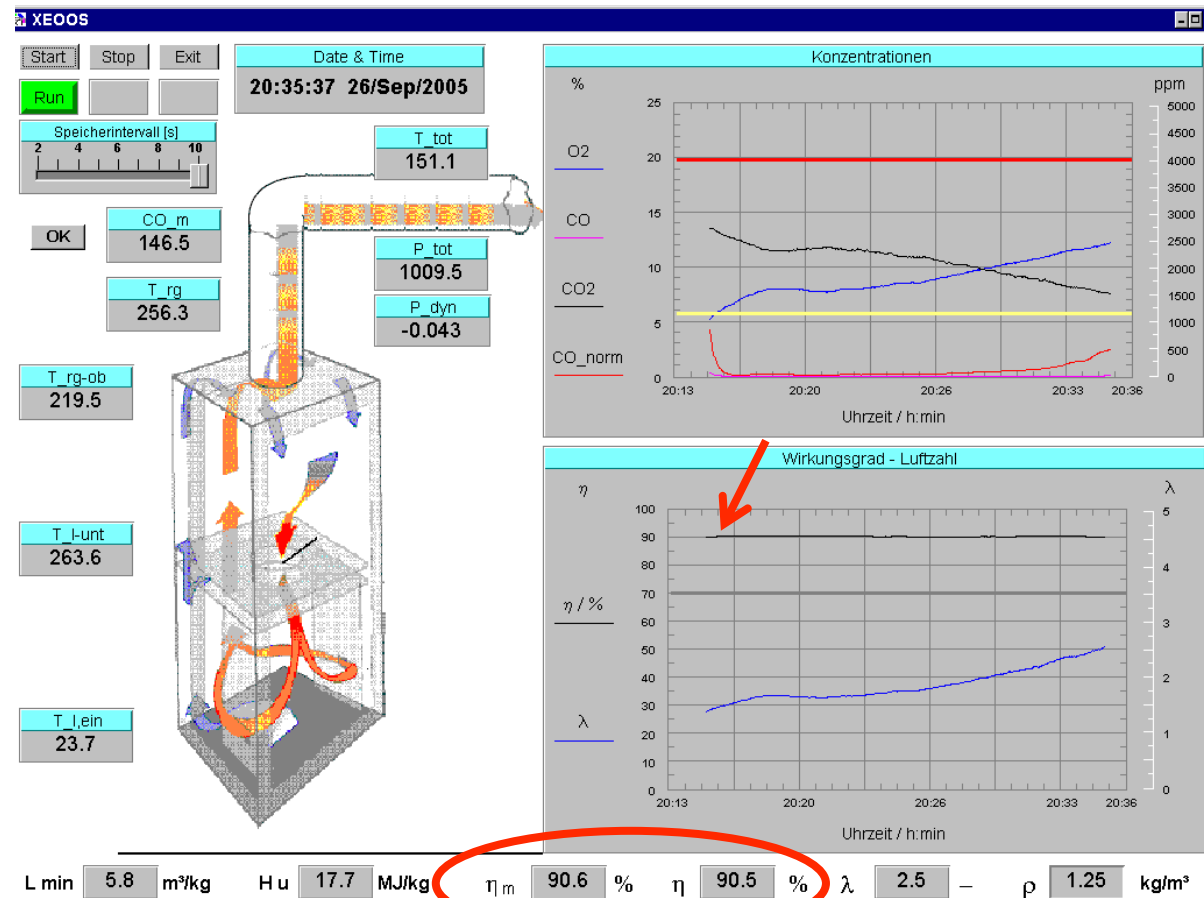 XEOOS
Start Stop Exit
Run
Date & Time
20:35:37 26/Sep/2005
Speicherintervall [s]
2 4 6 8 10
OK
T_tot
151.1
CO_m
146.5
T_rg
256.3
P_tot
1009.5
P_dyn
-0.043
T_rg-ob
219.5
T_l-unt
263.6
T_l,ein
23.7
Konzentrationen
% ppm
O2
CO
CO2
CO_norm
25
20
15
10
5
0
5000
4500
4000
3500
3000
2500
2000
1500
1000
500
0
20:13 20:20 20:26 20:33 20:36
Uhrzeit / h:min
Wirkungsgrad - Luftzahl
η λ
η / %
λ
100
90
80
70
60
50
40
30
20
10
0
5
4
3
2
1
0
20:13 20:20 20:26 20:33 20:36
Uhrzeit / h:min
L min 5.8 m³/kg H u 17.7 MJ/kg η m 90.6 % η 90.5 % λ 2.5 – ρ 1.25 kg/m³